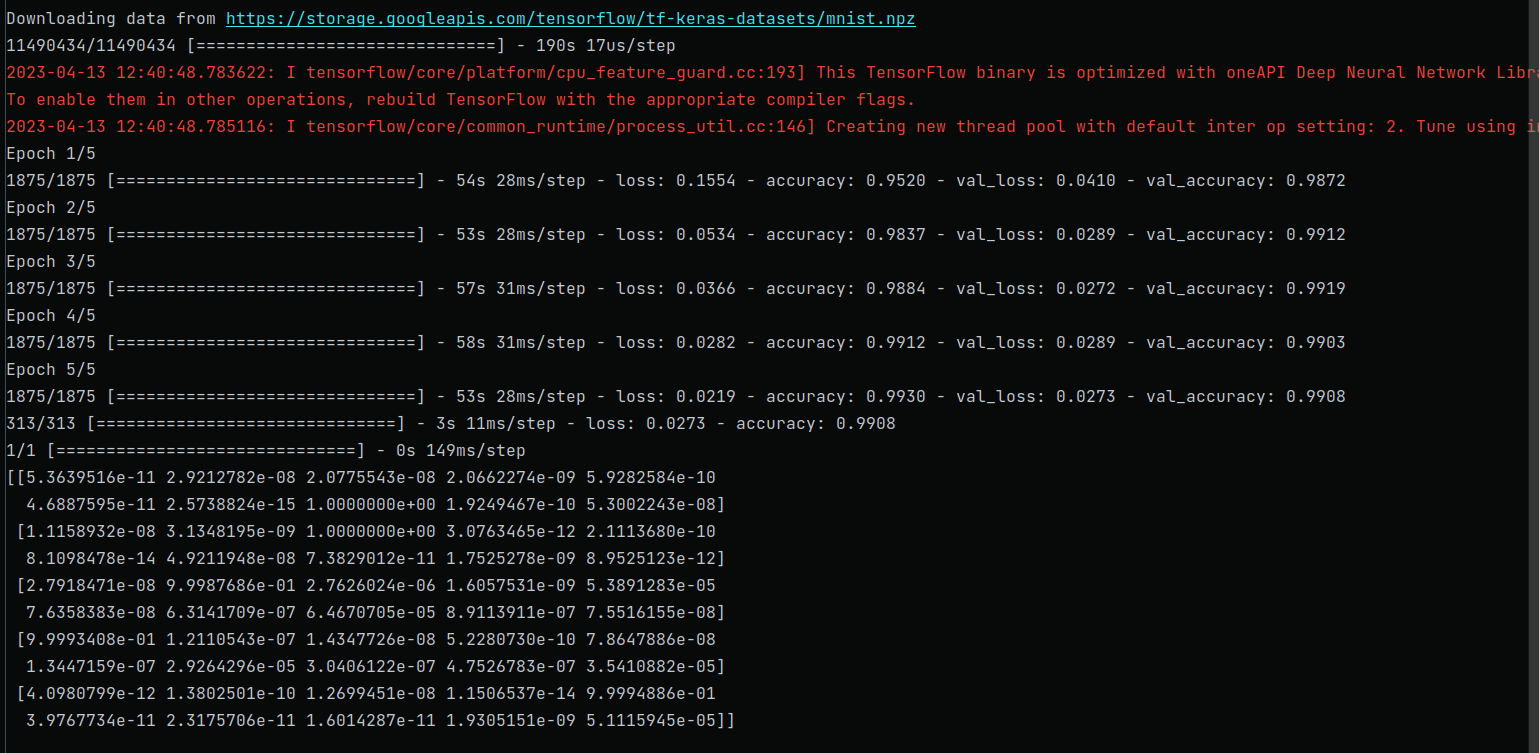 Downloading data from https://storage.googleapis.com/tensorflow/tf-keras-datasets/mnist.npz
11490434/11490434 [==============================] - 190s 17us/step
2023-04-13 12:40:48.783622: I tensorflow/core/platform/cpu_feature_guard.cc:193] This TensorFlow binary is optimized with oneAPI Deep Neural Network
To enable them in other operations, rebuild TensorFlow with the appropriate compiler flags.
2023-04-13 12:40:48.785116: I tensorflow/core/common_runtime/process_util.cc:146] Creating new thread pool with default inter op setting: 2. Tune using
Epoch 1/5
1875/1875 [==============================] - 54s 28ms/step - loss: 0.1554 - accuracy: 0.9520 - val_loss: 0.0410 - val_accuracy: 0.9872
Epoch 2/5
1875/1875 [==============================] - 53s 28ms/step - loss: 0.0534 - accuracy: 0.9837 - val_loss: 0.0289 - val_accuracy: 0.9912
Epoch 3/5
1875/1875 [==============================] - 57s 31ms/step - loss: 0.0366 - accuracy: 0.9884 - val_loss: 0.0272 - val_accuracy: 0.9919
Epoch 4/5
1875/1875 [==============================] - 58s 31ms/step - loss: 0.0282 - accuracy: 0.9912 - val_loss: 0.0289 - val_accuracy: 0.9903
Epoch 5/5
1875/1875 [==============================] - 53s 28ms/step - loss: 0.0219 - accuracy: 0.9930 - val_loss: 0.0273 - val_accuracy: 0.9908
313/313 [==============================] - 3s 11ms/step - loss: 0.0273 - accuracy: 0.9908
1/1 [==============================] - 0s 149ms/step
[[5.3639516e-11 2.9212782e-08 2.0775543e-08 2.0662274e-09 5.9282584e-10
  4.6887595e-11 2.5738824e-15 1.0000000e+00 1.9249467e-10 5.3002243e-08]
 [1.1158932e-08 3.1348195e-09 1.0000000e+00 3.0763465e-12 2.1113680e-10
  8.1098478e-14 4.9211948e-08 7.3829012e-11 1.7525278e-09 8.9525123e-12]
 [2.7918471e-08 9.9987686e-01 2.7626024e-06 1.6057531e-09 5.3891283e-05
  7.6358383e-08 6.3141709e-07 6.4670705e-05 8.9113911e-07 7.5516155e-08]
 [9.9993408e-01 1.2110543e-07 1.4347726e-08 5.2280730e-10 7.8647886e-08
  1.3447159e-07 2.9264296e-05 3.0406122e-07 4.7526783e-07 3.5410882e-05]
 [4.0980799e-12 1.3802501e-10 1.2699451e-08 1.1506537e-14 9.9994886e-01
  3.9767734e-11 2.3175706e-11 1.6014287e-11 1.9305151e-09 5.1115945e-05]]